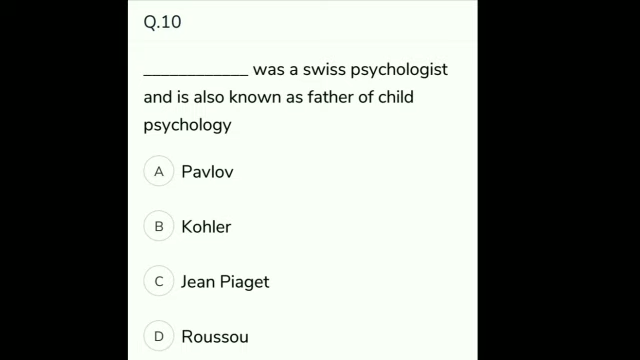 Q.10
____________ was a swiss psychologist
and is also known as father of child
psychology
A Pavlov
B Kohler
C Jean Piaget
D Roussou